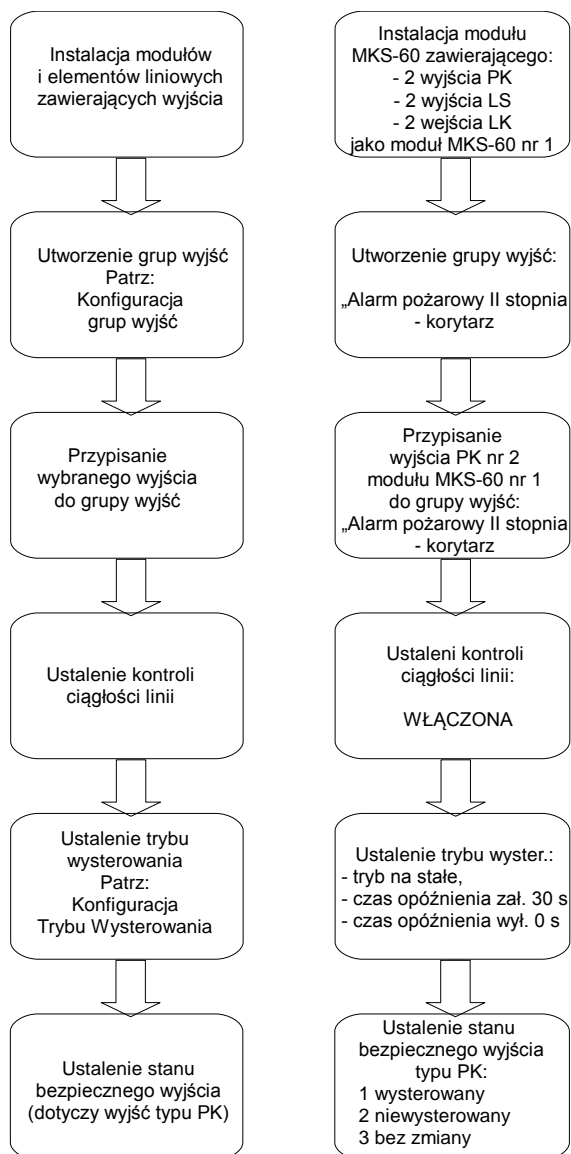 Instalacja modułów
i elementów liniowych
zawierających wyjścia
Utworzenie grup wyjść
Patrz:
Konfiguracja
grup wyjść
Przypisanie
wybranego wyjścia
do grupy wyjść
Ustalenie kontroli
ciągłości linii
Ustalenie trybu
wysterowania
Patrz:
Konfiguracja
Trybu Wysterowania
Ustalenie stanu
bezpiecznego wyjścia
(dotyczy wyjść typu PK)
Instalacja modułu
MKS-60 zawierającego:
- 2 wyjścia PK
- 2 wyjścia LS
- 2 wejścia LK
jako moduł MKS-60 nr 1
Utworzenie grupy wyjść:
„Alarm pożarowy II stopnia
- korytarz
Przypisanie
wyjścia PK nr 2
modułu MKS-60 nr 1
do grupy wyjść:
„Alarm pożarowy II stopnia
- korytarz
Ustaleni kontroli
ciągłości linii:
WŁĄCZONA
Ustalenie trybu wyster.:
- tryb na stałe,
- czas opóźnienia zał. 30 s
- czas opóźnienia wył. 0 s
Ustalenie stanu
bezpiecznego wyjścia
typu PK:
1 wysterowany
2 niewysterowany
3 bez zmiany